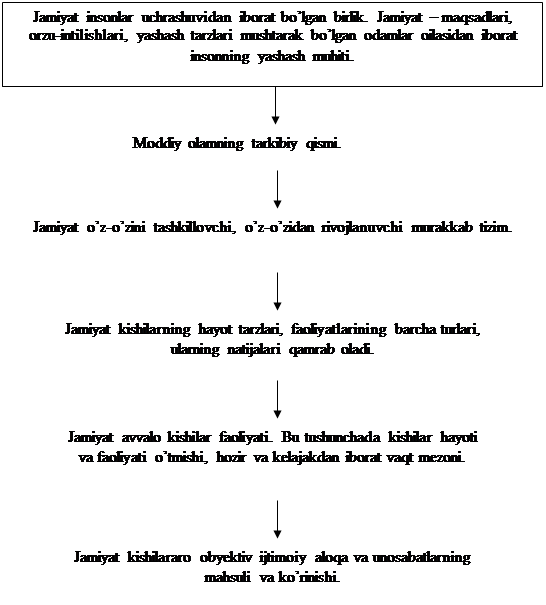 Jamiyat insonlar uchrashuvidan iborat bo’lgan birlik. Jamiyat – maqsadlari,
orzu-intilishlari, yashash tarzlari mushtarak bo’lgan odamlar oilasidan iborat
insonning yashash muhiti.
Moddiy olamning tarkibiy qismi.
Jamiyat o’z-o’zini tashkillovchi, o’z-o’zidan rivojlanuvchi murakkab tizim.
Jamiyat kishilarning hayot tarzlari, faoliyatlarining barcha turlari,
ularning natijalari qamrab oladi.
Jamiyat avvalo kishilar faoliyati. Bu tushunchada kishilar hayoti
va faoliyati o’tmishi, hozir va kelajakdan iborat vaqt mezoni.
Jamiyat kishilararo obyektiv ijtimoiy aloqa va unosabatlarning
mahsuli va ko’rinishi.